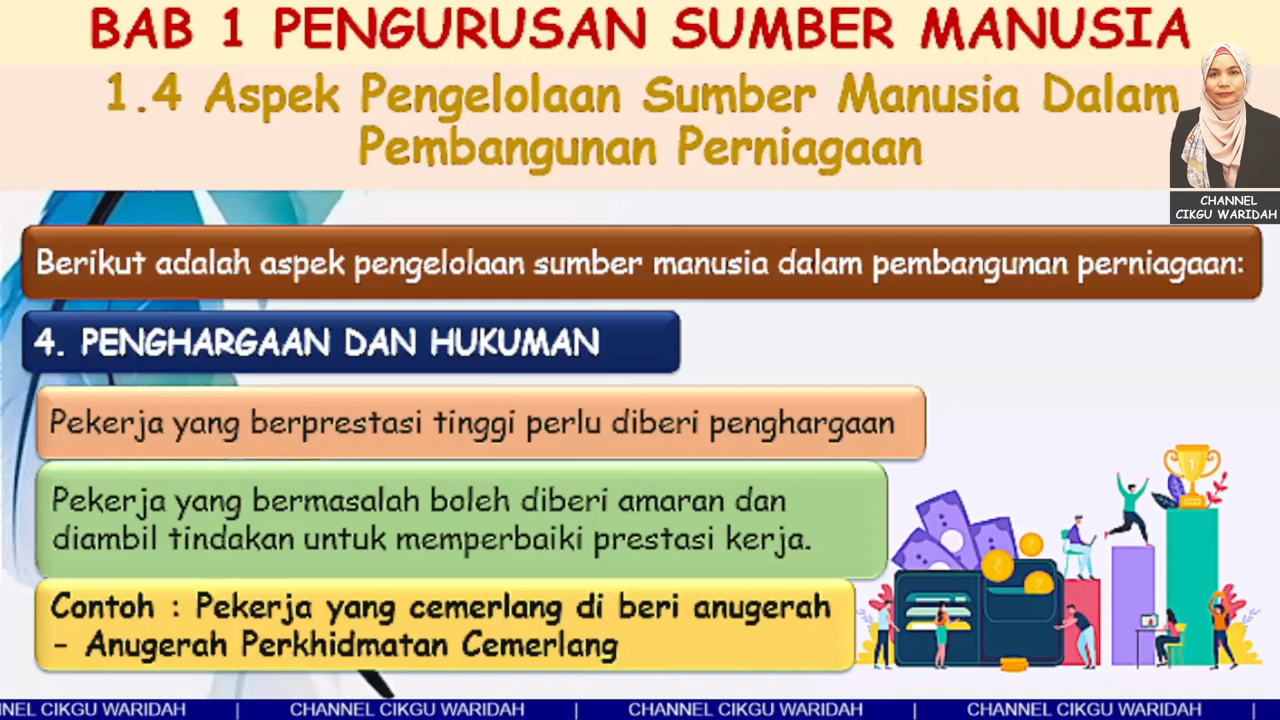 BAB 1 PENGURUSAN SUMBER MANUSIA
1.4 Aspek Pengelolaan Sumber Manusia Dalam
Pembangunan Perniagaan
CHANNEL
CIKGU WARIDAH
Berikut adalah aspek pengelolaan sumber manusia dalam pembangunan perniagaan:
4. PENGHARGAAN DAN HUKUMAN
Pekerja yang berprestasi tinggi perlu diberi penghargaan
Pekerja yang bermasalah boleh diberi amaran dan
diambil tindakan untuk memperbaiki prestasi kerja.
Contoh : Pekerja yang cemerlang di beri anugerah
- Anugerah Perkhidmatan Cemerlang
NNEL CIKGU WARIDAH | CHANNEL CIKGU WARIDAH | CHANNEL CIKGU WARIDAH | CHANNEL CIKGU WARIDAH |